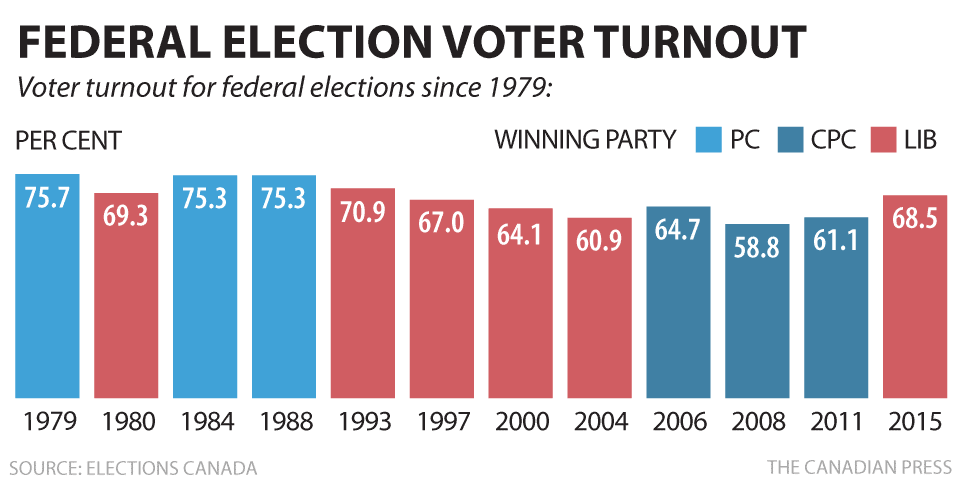 FEDERAL ELECTION VOTER TURNOUT
Voter turnout for federal elections since 1979:
PER CENT WINNING PARTY PC CPC LIB
75.7 69.3 75.3 75.3 70.9 67.0 64.1 60.9 64.7 58.8 61.1 68.5
1979 1980 1984 1988 1993 1997 2000 2004 2006 2008 2011 2015
SOURCE: ELECTIONS CANADA THE CANADIAN PRESS